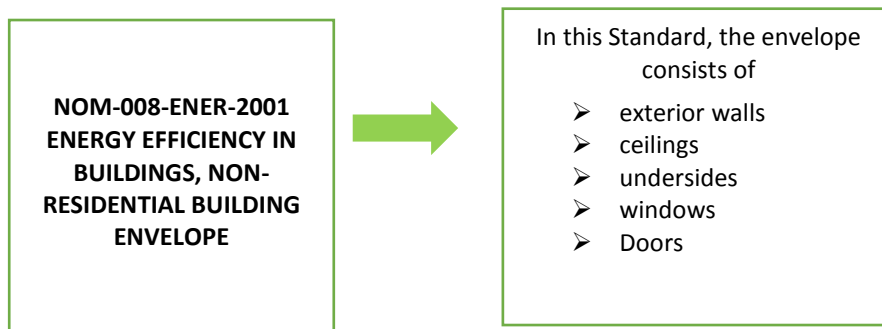 NOM-008-ENER-2001
ENERGY EFFICIENCY IN
BUILDINGS, NON-
RESIDENTIAL BUILDING
ENVELOPE
In this Standard, the envelope
consists of
➢ exterior walls
➢ ceilings
➢ undersides
➢ windows
➢ Doors